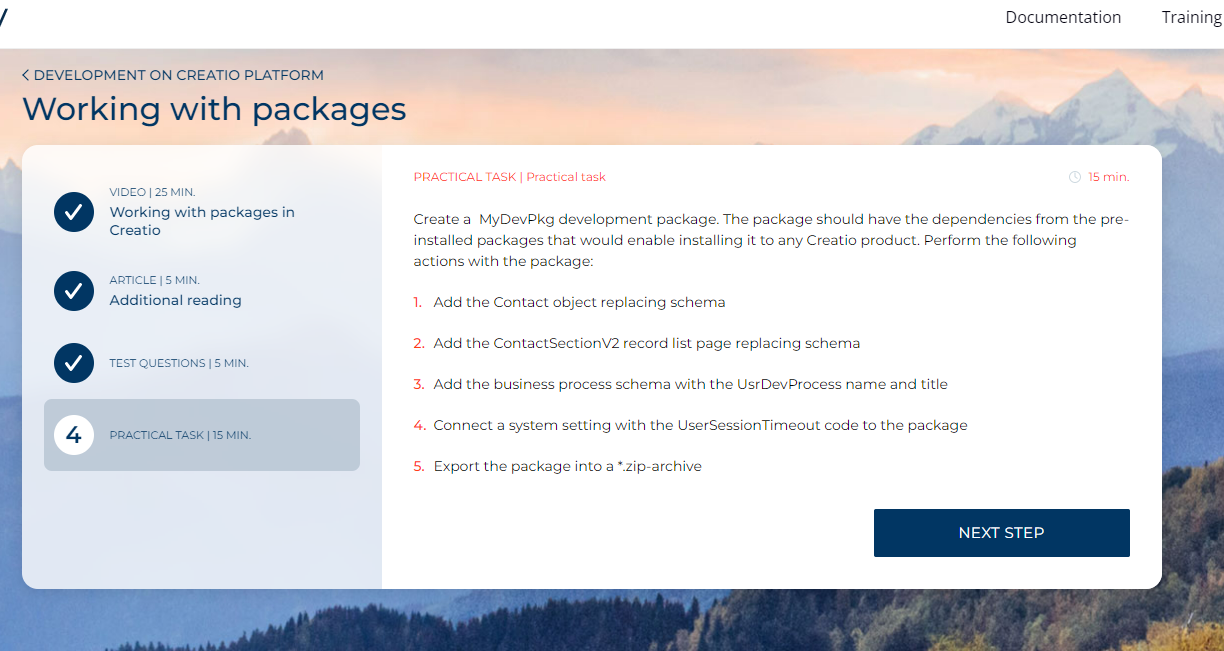 Documentation Training
DEVELOPMENT ON CREATIO PLATFORM
Working with packages
VIDEO | 25 MIN.
Working with packages in
Creatio
ARTICLE | 5 MIN.
Additional reading
TEST QUESTIONS | 5 MIN.
4 PRACTICAL TASK | 15 MIN.
PRACTICAL TASK | Practical task
15 min.
Create a MyDevPkg development package. The package should have the dependencies from the pre-
installed packages that would enable installing it to any Creatio product. Perform the following
actions with the package:
1. Add the Contact object replacing schema
2. Add the ContactSectionV2 record list page replacing schema
3. Add the business process schema with the UsrDevProcess name and title
4. Connect a system setting with the UserSessionTimeout code to the package
5. Export the package into a *.zip-archive
NEXT STEP